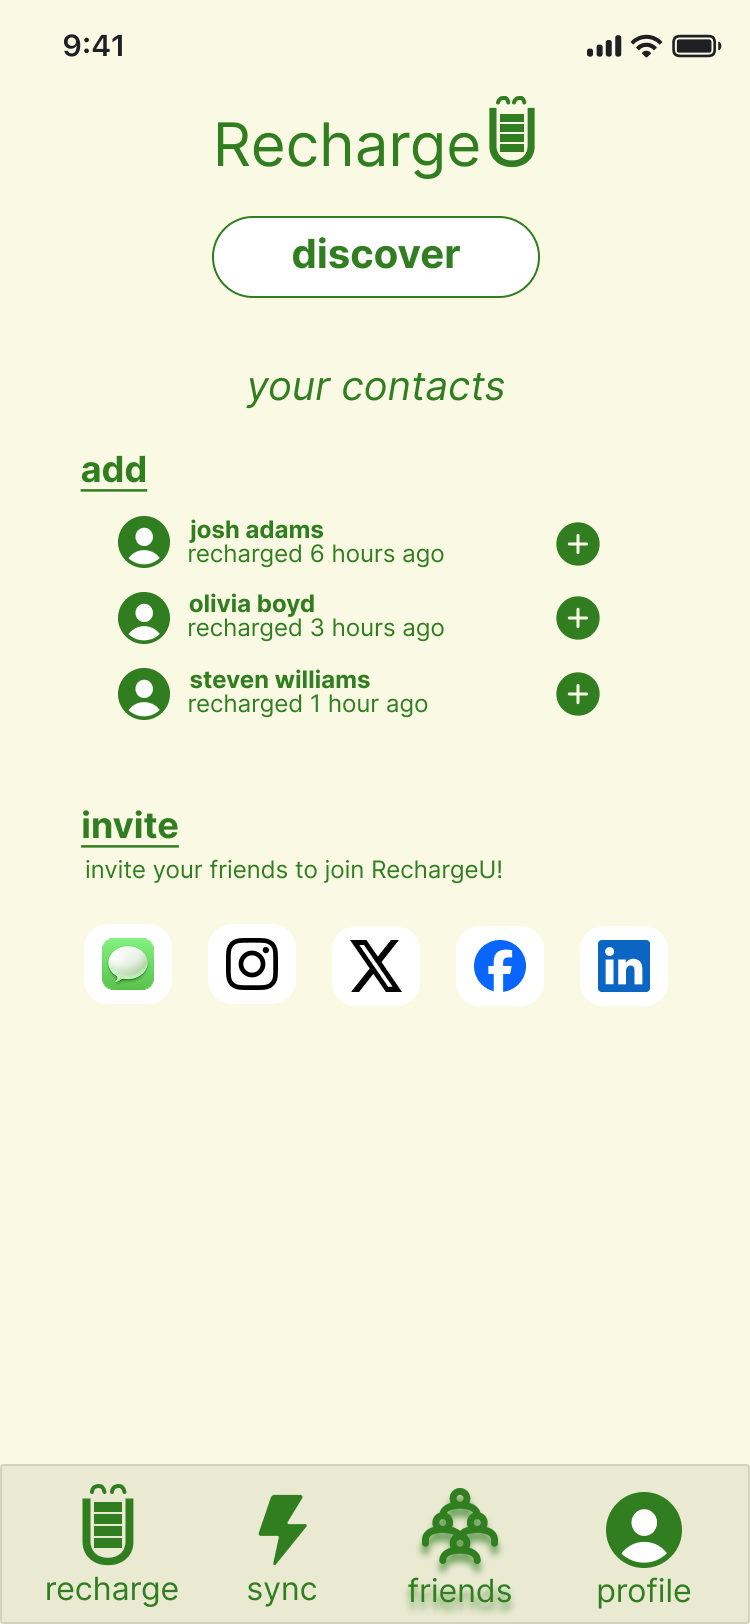 9:41
RechargeU
discover
your contacts
add
josh adams
recharged 6 hours ago
olivia boyd
recharged 3 hours ago
steven williams
recharged 1 hour ago
invite
invite your friends to join RechargeU!
in
recharge
sync
friends
profile